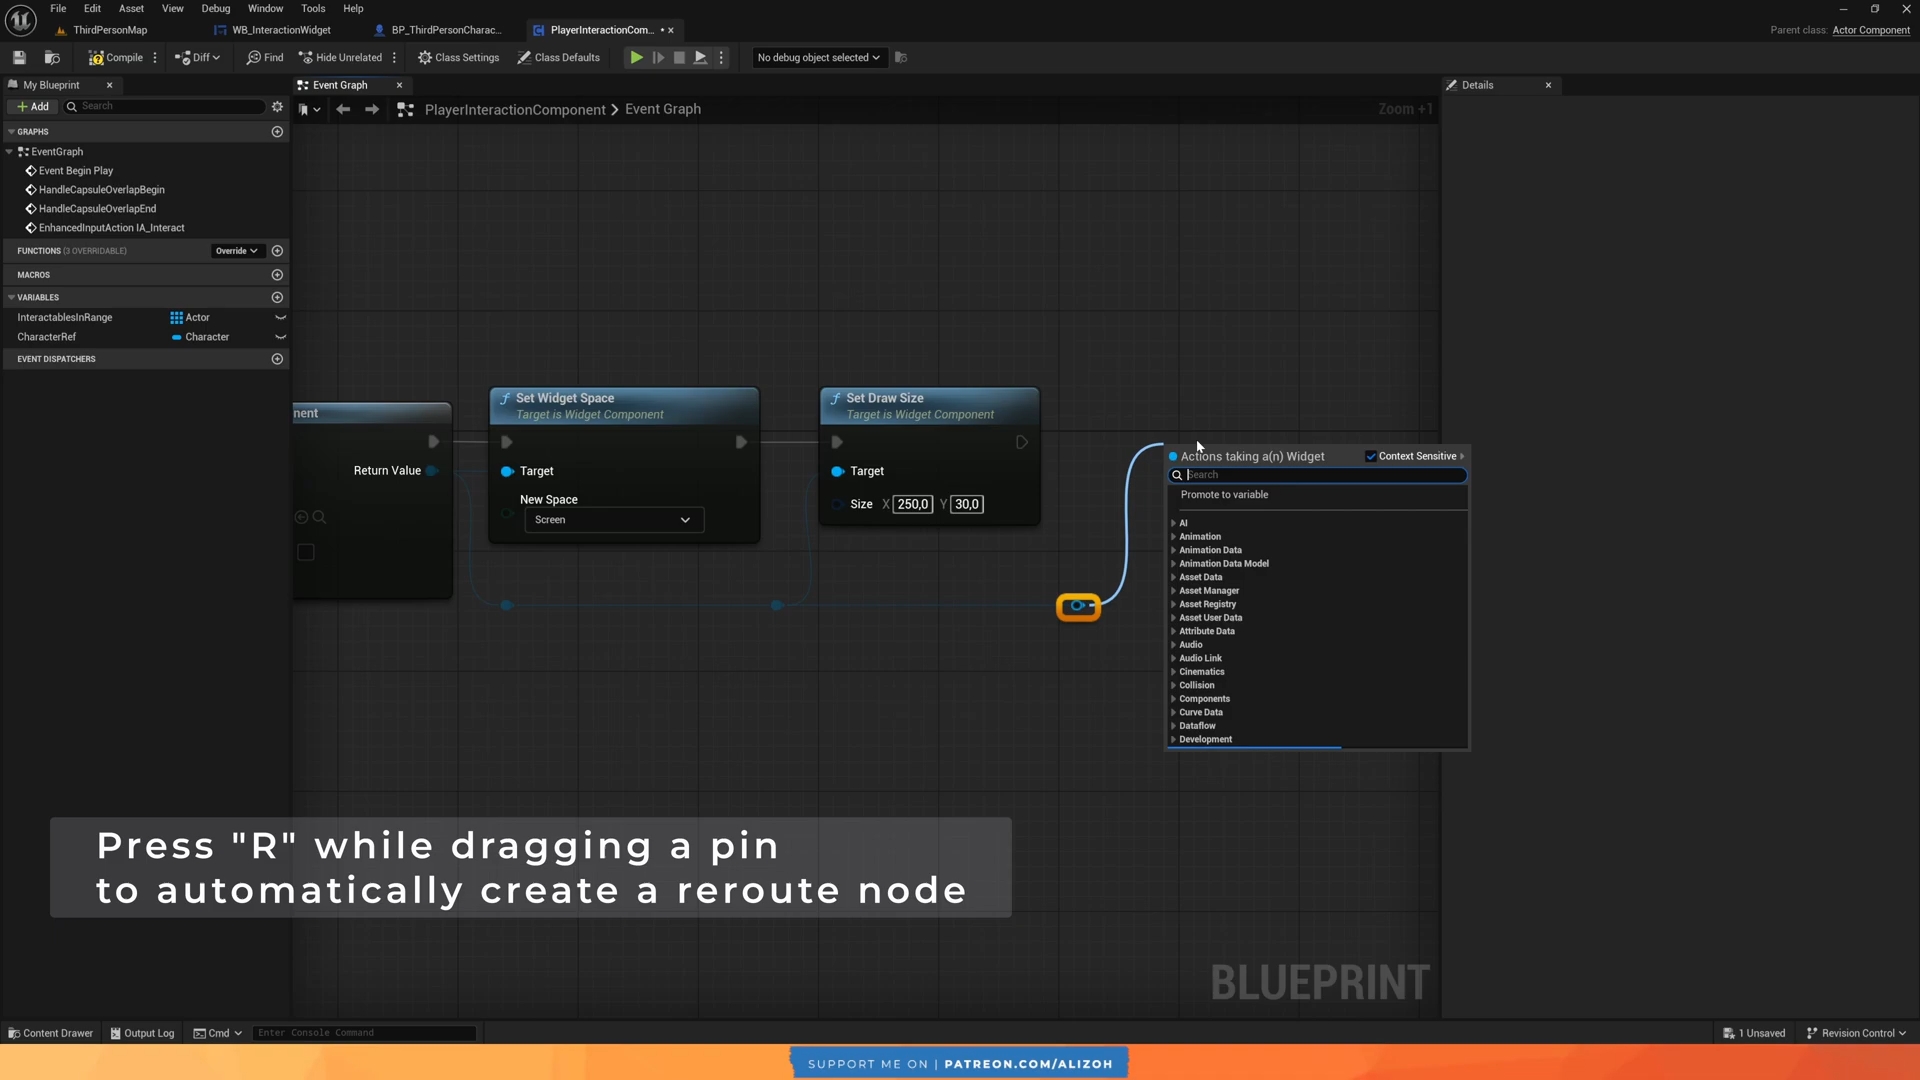 File Edit Asset View Debug Window Tools Help
ThirdPersonMap
WB_InteractionWidget
BP_ThirdPersonCharac...
PlayerInteractionCom...
Parent class: Actor Component
Compile
Diff
Find
Hide Unrelated
Class Settings
Class Defaults
No debug object selected
My Blueprint
Event Graph
Details
Add
Search
PlayerInteractionComponent > Event Graph
Zoom +1
GRAPHS
EventGraph
Event Begin Play
HandleCapsuleOverlapBegin
HandleCapsuleOverlapEnd
EnhancedInputAction IA_Interact
FUNCTIONS (3 OVERRIDABLE)
Override
MACROS
VARIABLES
InteractablesInRange Actor
CharacterRef Character
EVENT DISPATCHERS
nent
Return Value
Set Widget Space
Target is Widget Component
Target
New Space
Screen
Set Draw Size
Target is Widget Component
Target
Size X 250,0 Y 30,0
Actions taking a(n) Widget
Context Sensitive
Search
Promote to variable
AI
Animation
Animation Data
Animation Data Model
Asset Data
Asset Manager
Asset Registry
Asset User Data
Attribute Data
Audio
Audio Link
Cinematics
Collision
Components
Curve Data
Dataflow
Development
Press "R" while dragging a pin
to automatically create a reroute node
BLUEPRINT
Content Drawer
Output Log
Cmd
Enter Console Command
1 Unsaved
Revision Control
SUPPORT ME ON | PATREON.COM/ALIZOH